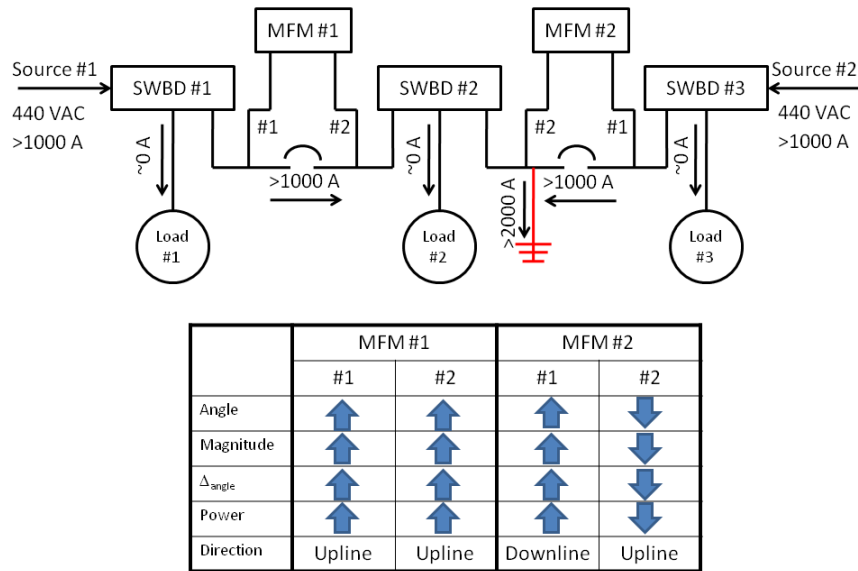 MFM #1
MFM #2
Source #1
Source #2
SWBD #1
SWBD #2
SWBD #3
440 VAC
>1000 A
440 VAC
>1000 A
#1
#2
#2
#1
~0 A
~0 A
~0 A
>1000 A
>1000 A
>2000 A
Load
#1
Load
#2
Load
#3
MFM #1 MFM #2
#1 #2 #1 #2
Angle
Magnitude
Δangle
Power
Direction Upline Upline Downline Upline